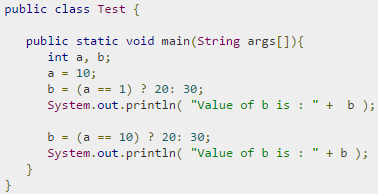 public class Test {
public static void main(String args[]){
int a, b;
a = 10;
b = (a == 1) ? 20: 30;
System.out.println( "Value of b is : " +  b );
b = (a == 10) ? 20: 30;
System.out.println( "Value of b is : " + b );
}
}